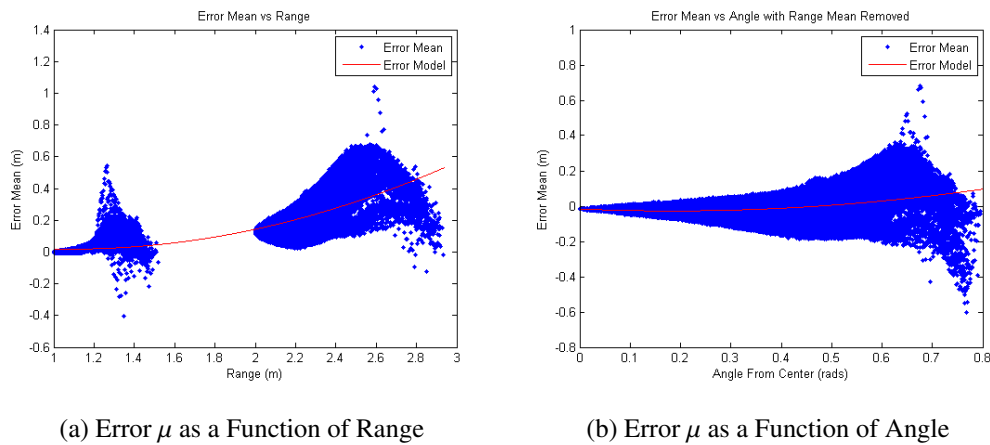 Error Mean vs Range
Error Mean
Error Model
1.4
1.2
1
0.8
0.6
0.4
0.2
0
-0.2
-0.4
-0.6
Error Mean (m)
1 1.2 1.4 1.6 1.8 2 2.2 2.4 2.6 2.8 3
Range (m)
(a) Error μ as a Function of Range
Error Mean vs Angle with Range Mean Removed
Error Mean
Error Model
1
0.8
0.6
0.4
0.2
0
-0.2
-0.4
-0.6
-0.8
Error Mean (m)
0 0.1 0.2 0.3 0.4 0.5 0.6 0.7 0.8
Angle From Center (rads)
(b) Error μ as a Function of Angle